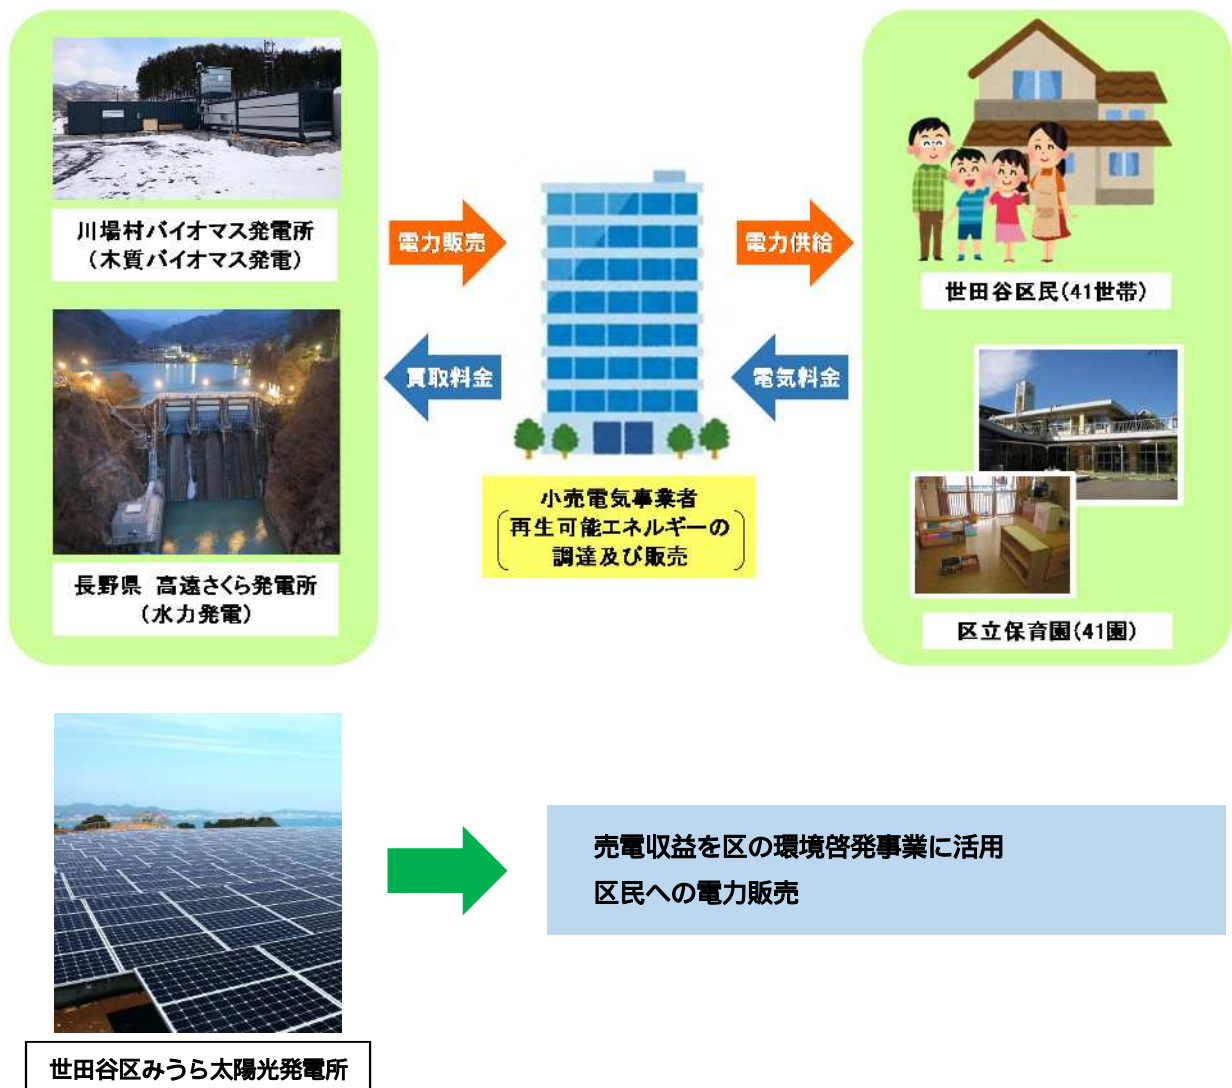 川場村バイオマス発電所
（木質バイオマス発電）
長野県 高遠さくら発電所
（水力発電）
電力販売
買取料金
小売電気事業者
再生可能エネルギーの
調達及び販売
電力供給
電気料金
世田谷区民（41世帯）
区立保育園（41園）
世田谷区みうら太陽光発電所
売電収益を区の環境啓発事業に活用
区民への電力販売